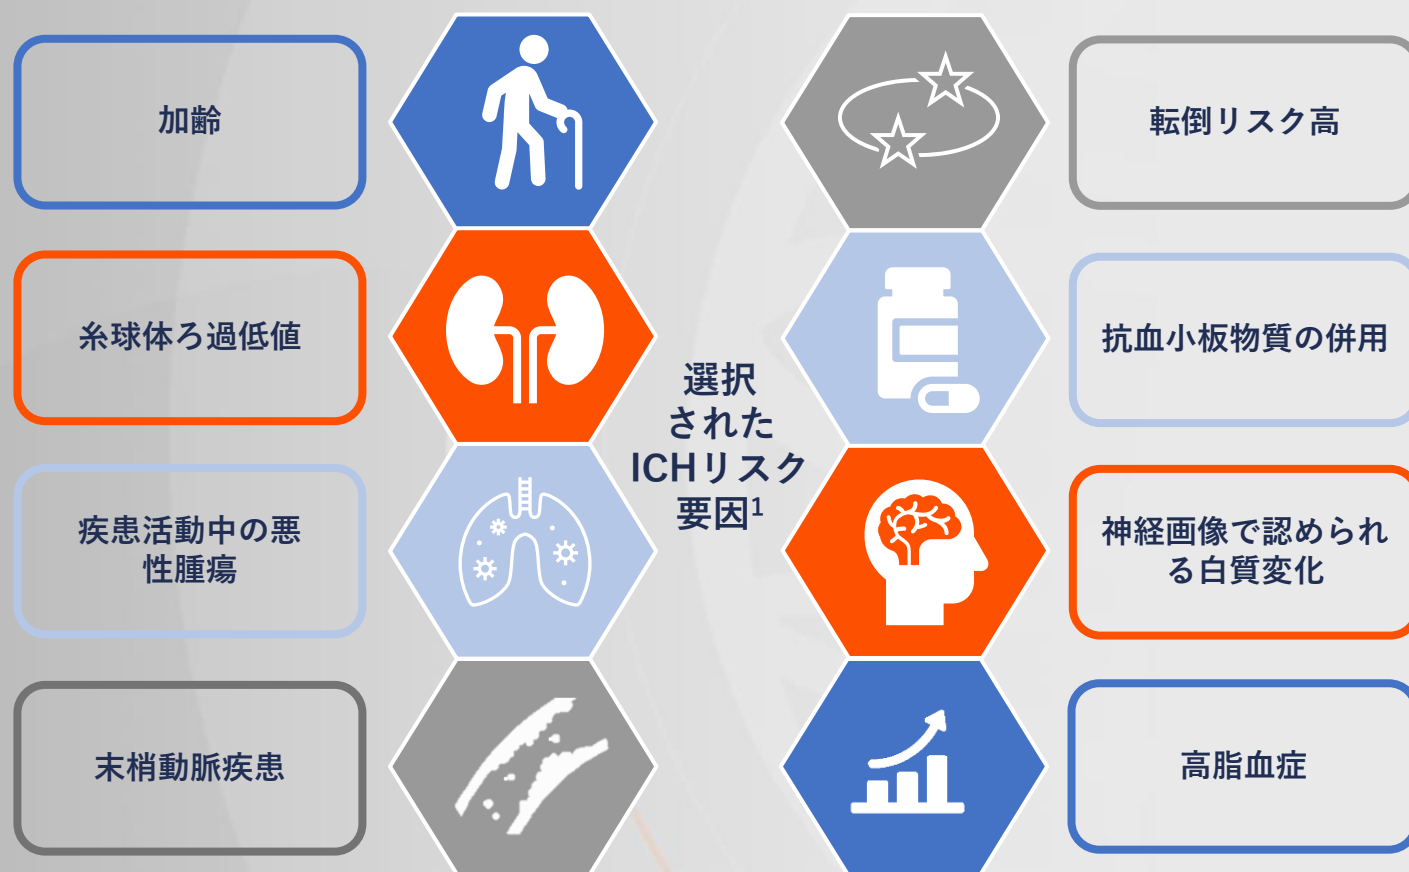 加齢
糸球体ろ過低値
疾患活動中の悪
性腫瘍
末梢動脈疾患
選択
された
ICHリスク
要因1
転倒リスク高
抗血小板物質の併用
神経画像で認められ
る白質変化
高脂血症